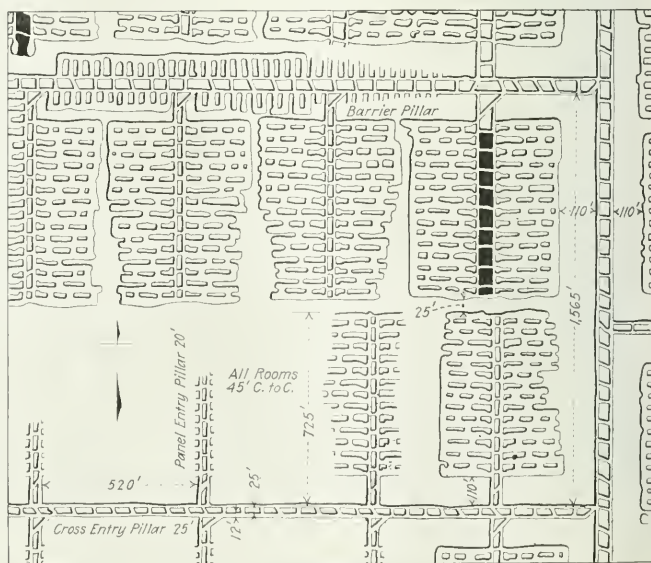 Barrier Pillar
110'
110'
25'
1,565'
Panel Entry Pillar 20'
All Rooms
45' C. to C.
725'
520'
25'
110'
12'
Cross Entry Pillar 25'